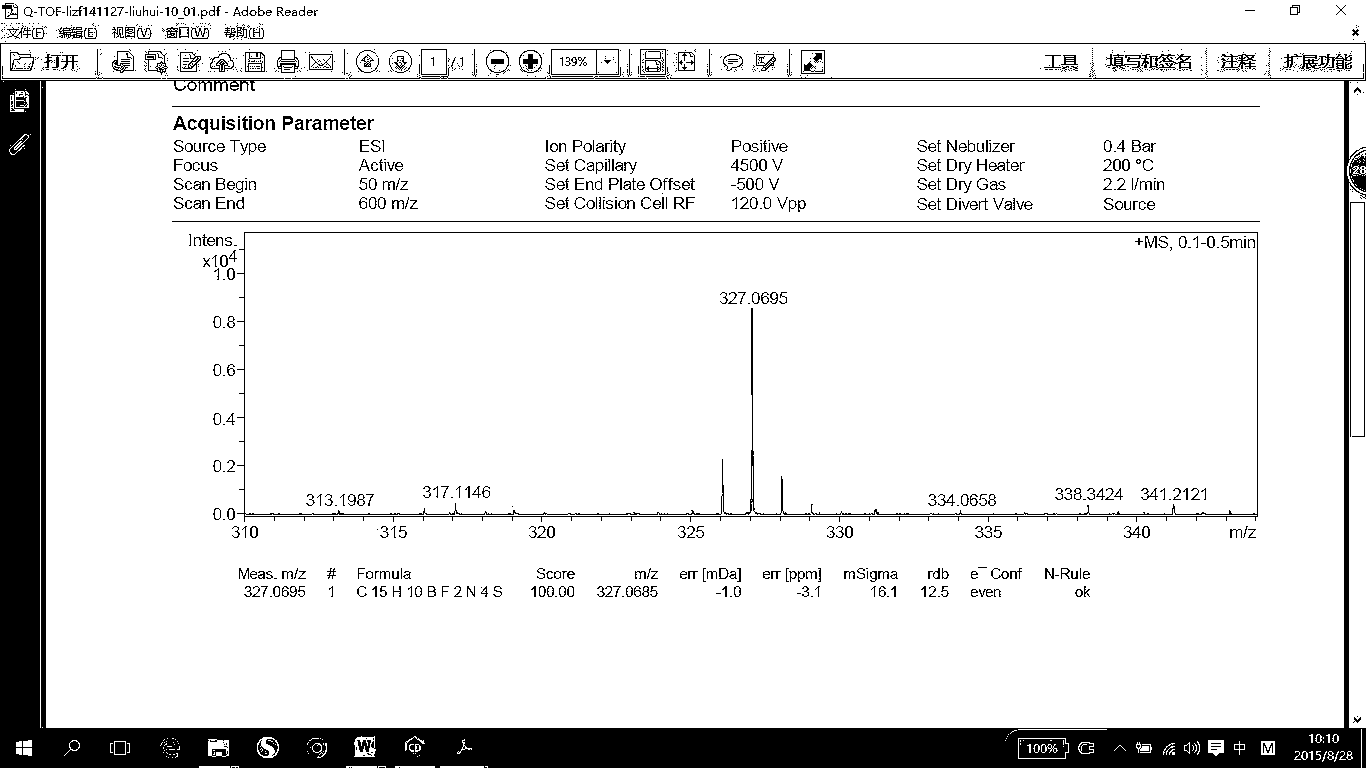 Q-TOF-lizf141127-liuhui-10_01.pdf - Adobe Reader
文件(F) 编辑(E) 视图(V) 窗口(W) 帮助(H)
打开 1 / 1 139% 工具 填写和签名 注释 扩展功能
Comment
Acquisition Parameter
Source Type ESI Ion Polarity Positive Set Nebulizer 0.4 Bar
Focus Active Set Capillary 4500 V Set Dry Heater 200 °C
Scan Begin 50 m/z Set End Plate Offset -500 V Set Dry Gas 2.2 l/min
Scan End 600 m/z Set Collision Cell RF 120.0 Vpp Set Divert Valve Source
Intens. +MS, 0.1-0.5min
x10⁴
1.0
327.0695
0.8
0.6
0.4
0.2
313.1987 317.1146 334.0658 338.3424 341.2121
0.0
310 315 320 325 330 335 340 m/z
Meas. m/z # Formula Score m/z err [mDa] err [ppm] mSigma rdb e⁻ Conf N-Rule
327.0695 1 C 15 H 10 B F 2 N 4 S 100.00 327.0685 -1.0 -3.1 16.1 12.5 even ok
100% 中 M 10:10
2015/8/28